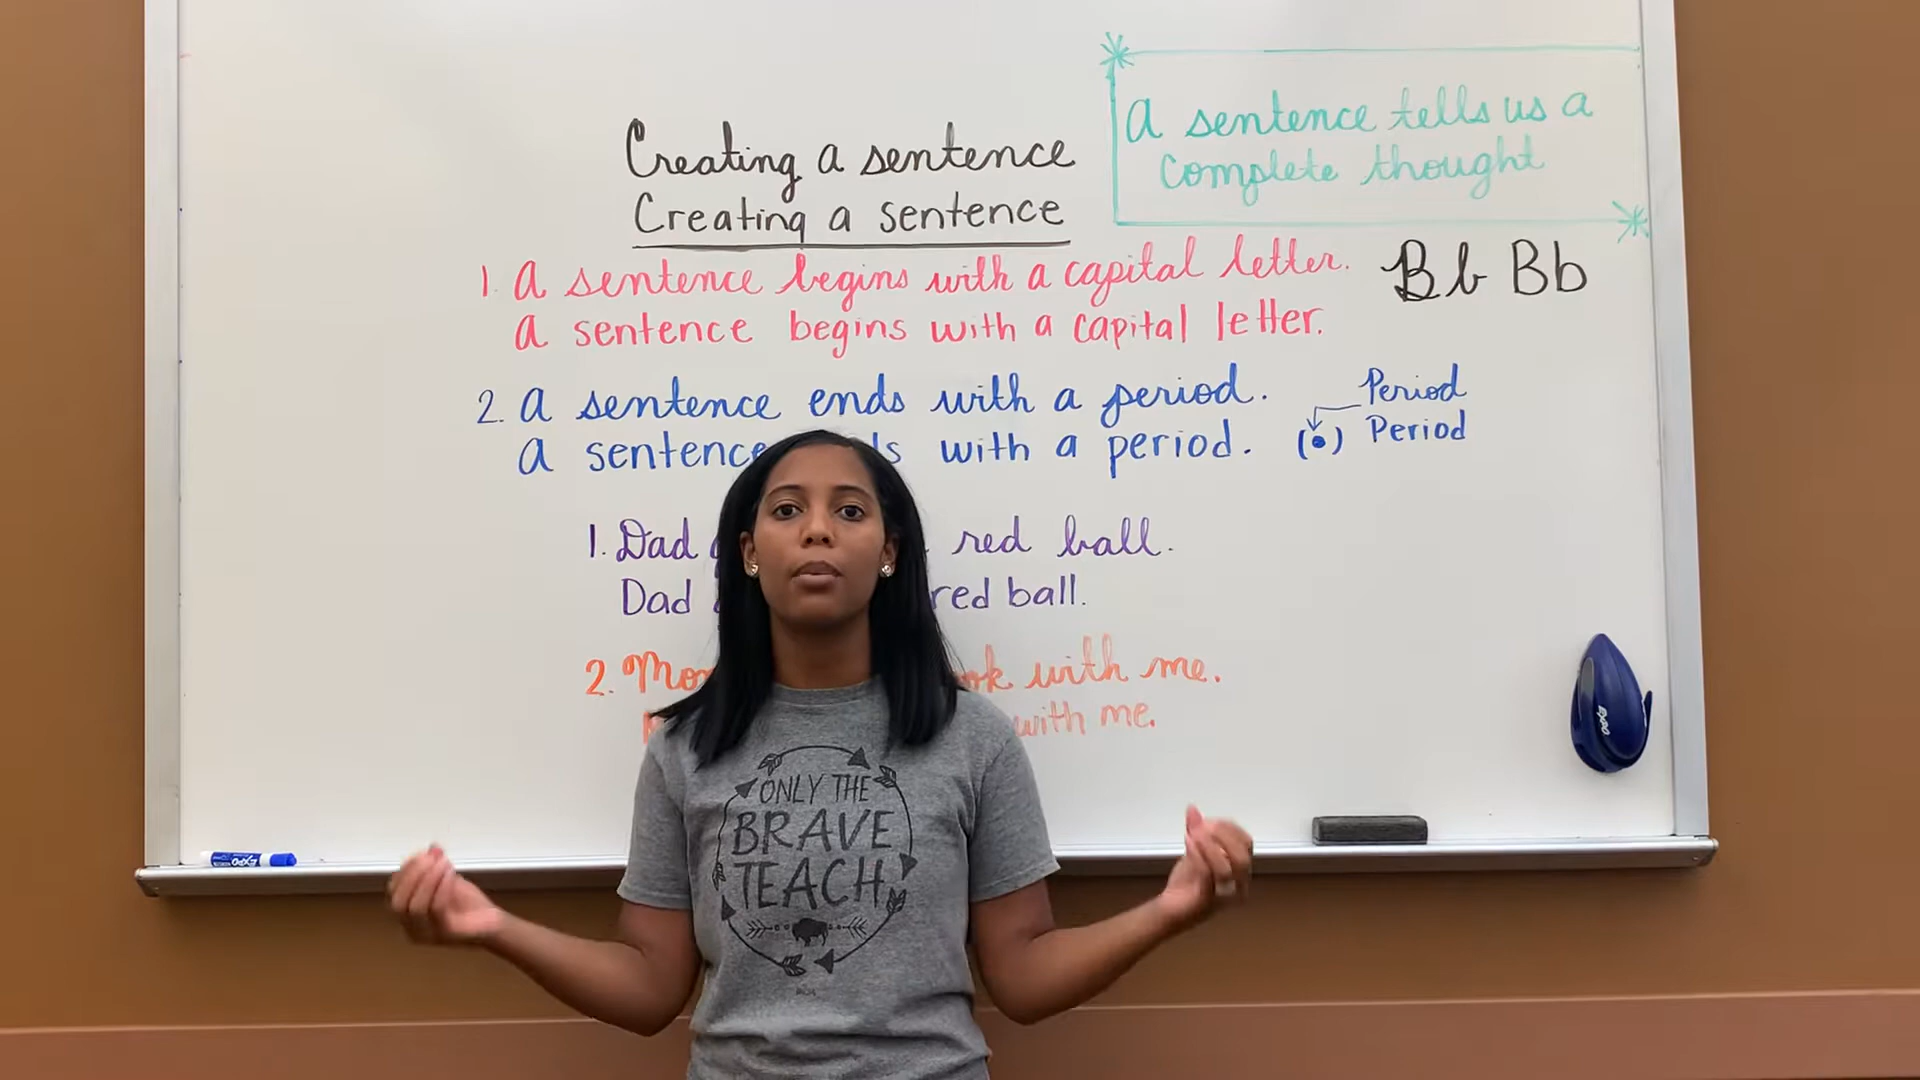 A sentence tells us a
complete thought
Creating a sentence
Creating a sentence
1. A sentence begins with a capital letter.
Bb Bb
A sentence begins with a capital letter.
2. A sentence ends with a period.
Period
A sentence with a period. (•)
Period
1. Dad red ball.
Dad red ball.
2. with me.
with me.
ONLY THE
BRAVE
TEACH
EXPO
EXPO